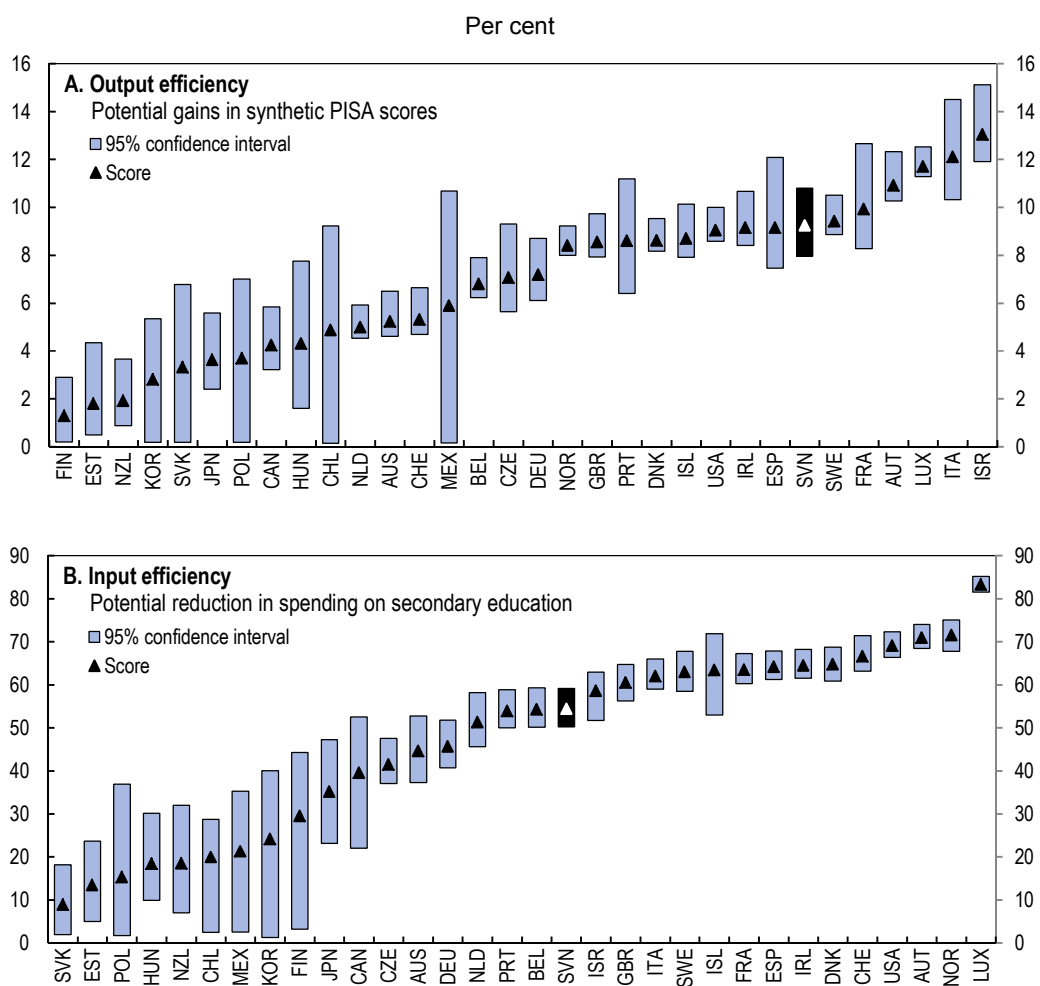 Per cent
A. Output efficiency
Potential gains in synthetic PISA scores
95% confidence interval
Score
16 16
14 14
12 12
10 10
8 8
6 6
4 4
2 2
0 0
FIN EST NZL KOR SVK JPN POL CAN HUN CHL NLD AUS CHE MEX BEL CZE DEU NOR GBR PRT DNK ISL USA IRL ESP SVN SWE FRA AUT LUX ITA ISR
B. Input efficiency
Potential reduction in spending on secondary education
95% confidence interval
Score
90 90
80 80
70 70
60 60
50 50
40 40
30 30
20 20
10 10
0 0
SVK EST POL HUN NZL CHL MEX KOR FIN JPN CAN CZE AUS DEU NLD PRT BEL SVN ISR GBR ITA SWE ISL FRA ESP IRL DNK CHE USA AUT NOR LUX